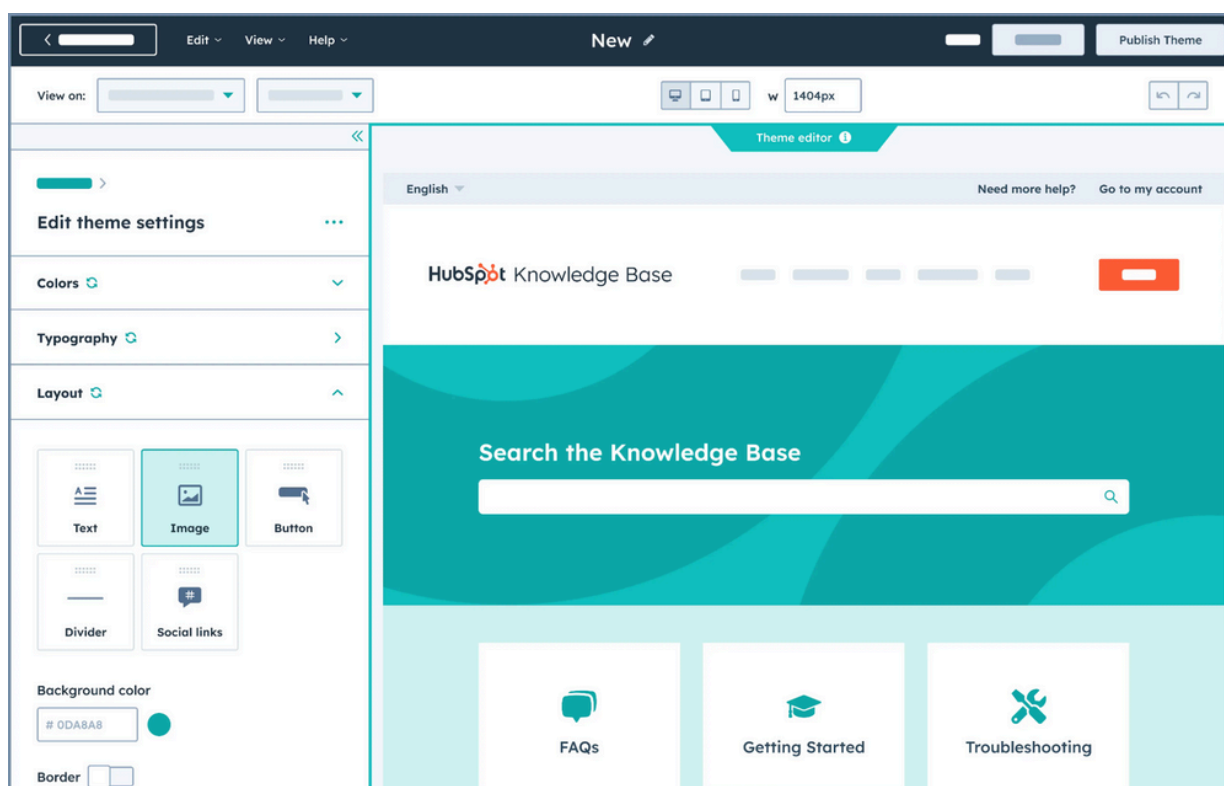 Edit View Help New Publish Theme
View on: w 1404px
Theme editor
English Need more help? Go to my account
Edit theme settings
HubSpot Knowledge Base
Colors
Typography
Layout
Search the Knowledge Base
Text Image Button
Divider Social links
Background color
# 0DA8A8
FAQs Getting Started Troubleshooting
Border